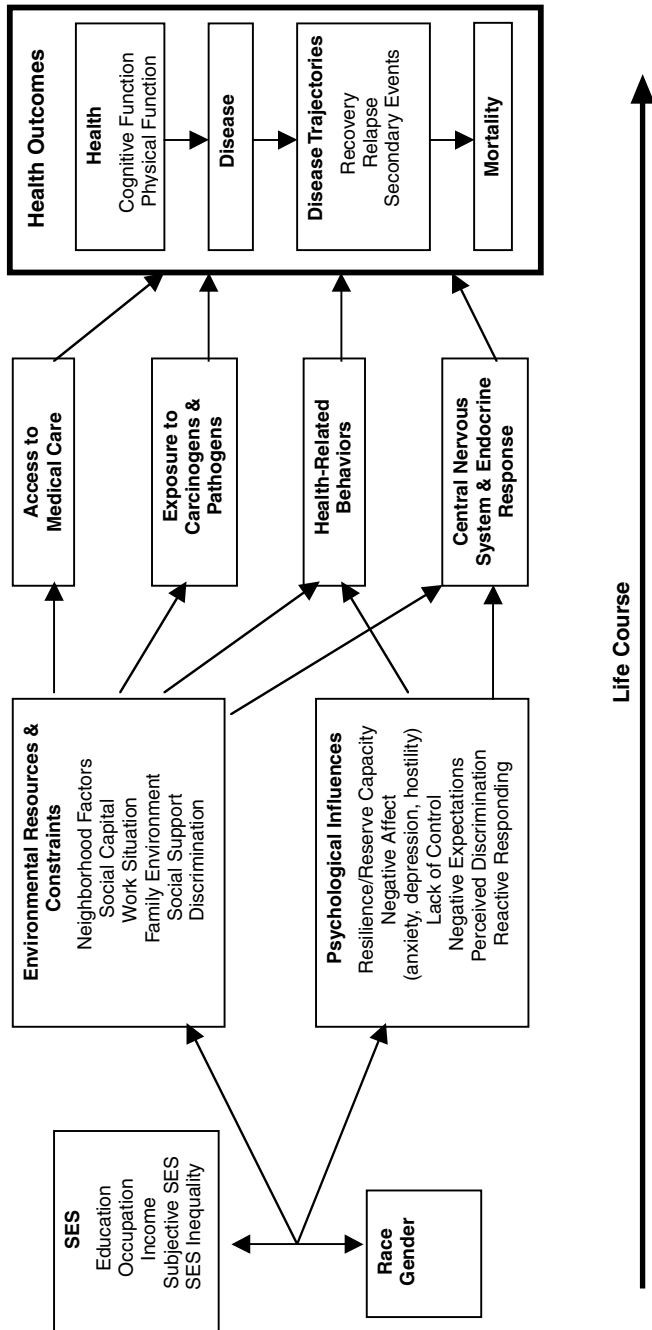 SES
Education
Occupation
Income
Subjective SES
SES Inequality
Race
Gender
Environmental Resources &
Constraints
Neighborhood Factors
Social Capital
Work Situation
Family Environment
Social Support
Discrimination
Psychological Influences
Resilience/Reserve Capacity
Negative Affect
(anxiety, depression, hostility)
Lack of Control
Negative Expectations
Perceived Discrimination
Reactive Responding
Access to
Medical Care
Exposure to
Carcinogens &
Pathogens
Health-Related
Behaviors
Central Nervous
System & Endocrine
Response
Health Outcomes
Health
Cognitive Function
Physical Function
Disease
Disease Trajectories
Recovery
Relapse
Secondary Events
Mortality
Life Course